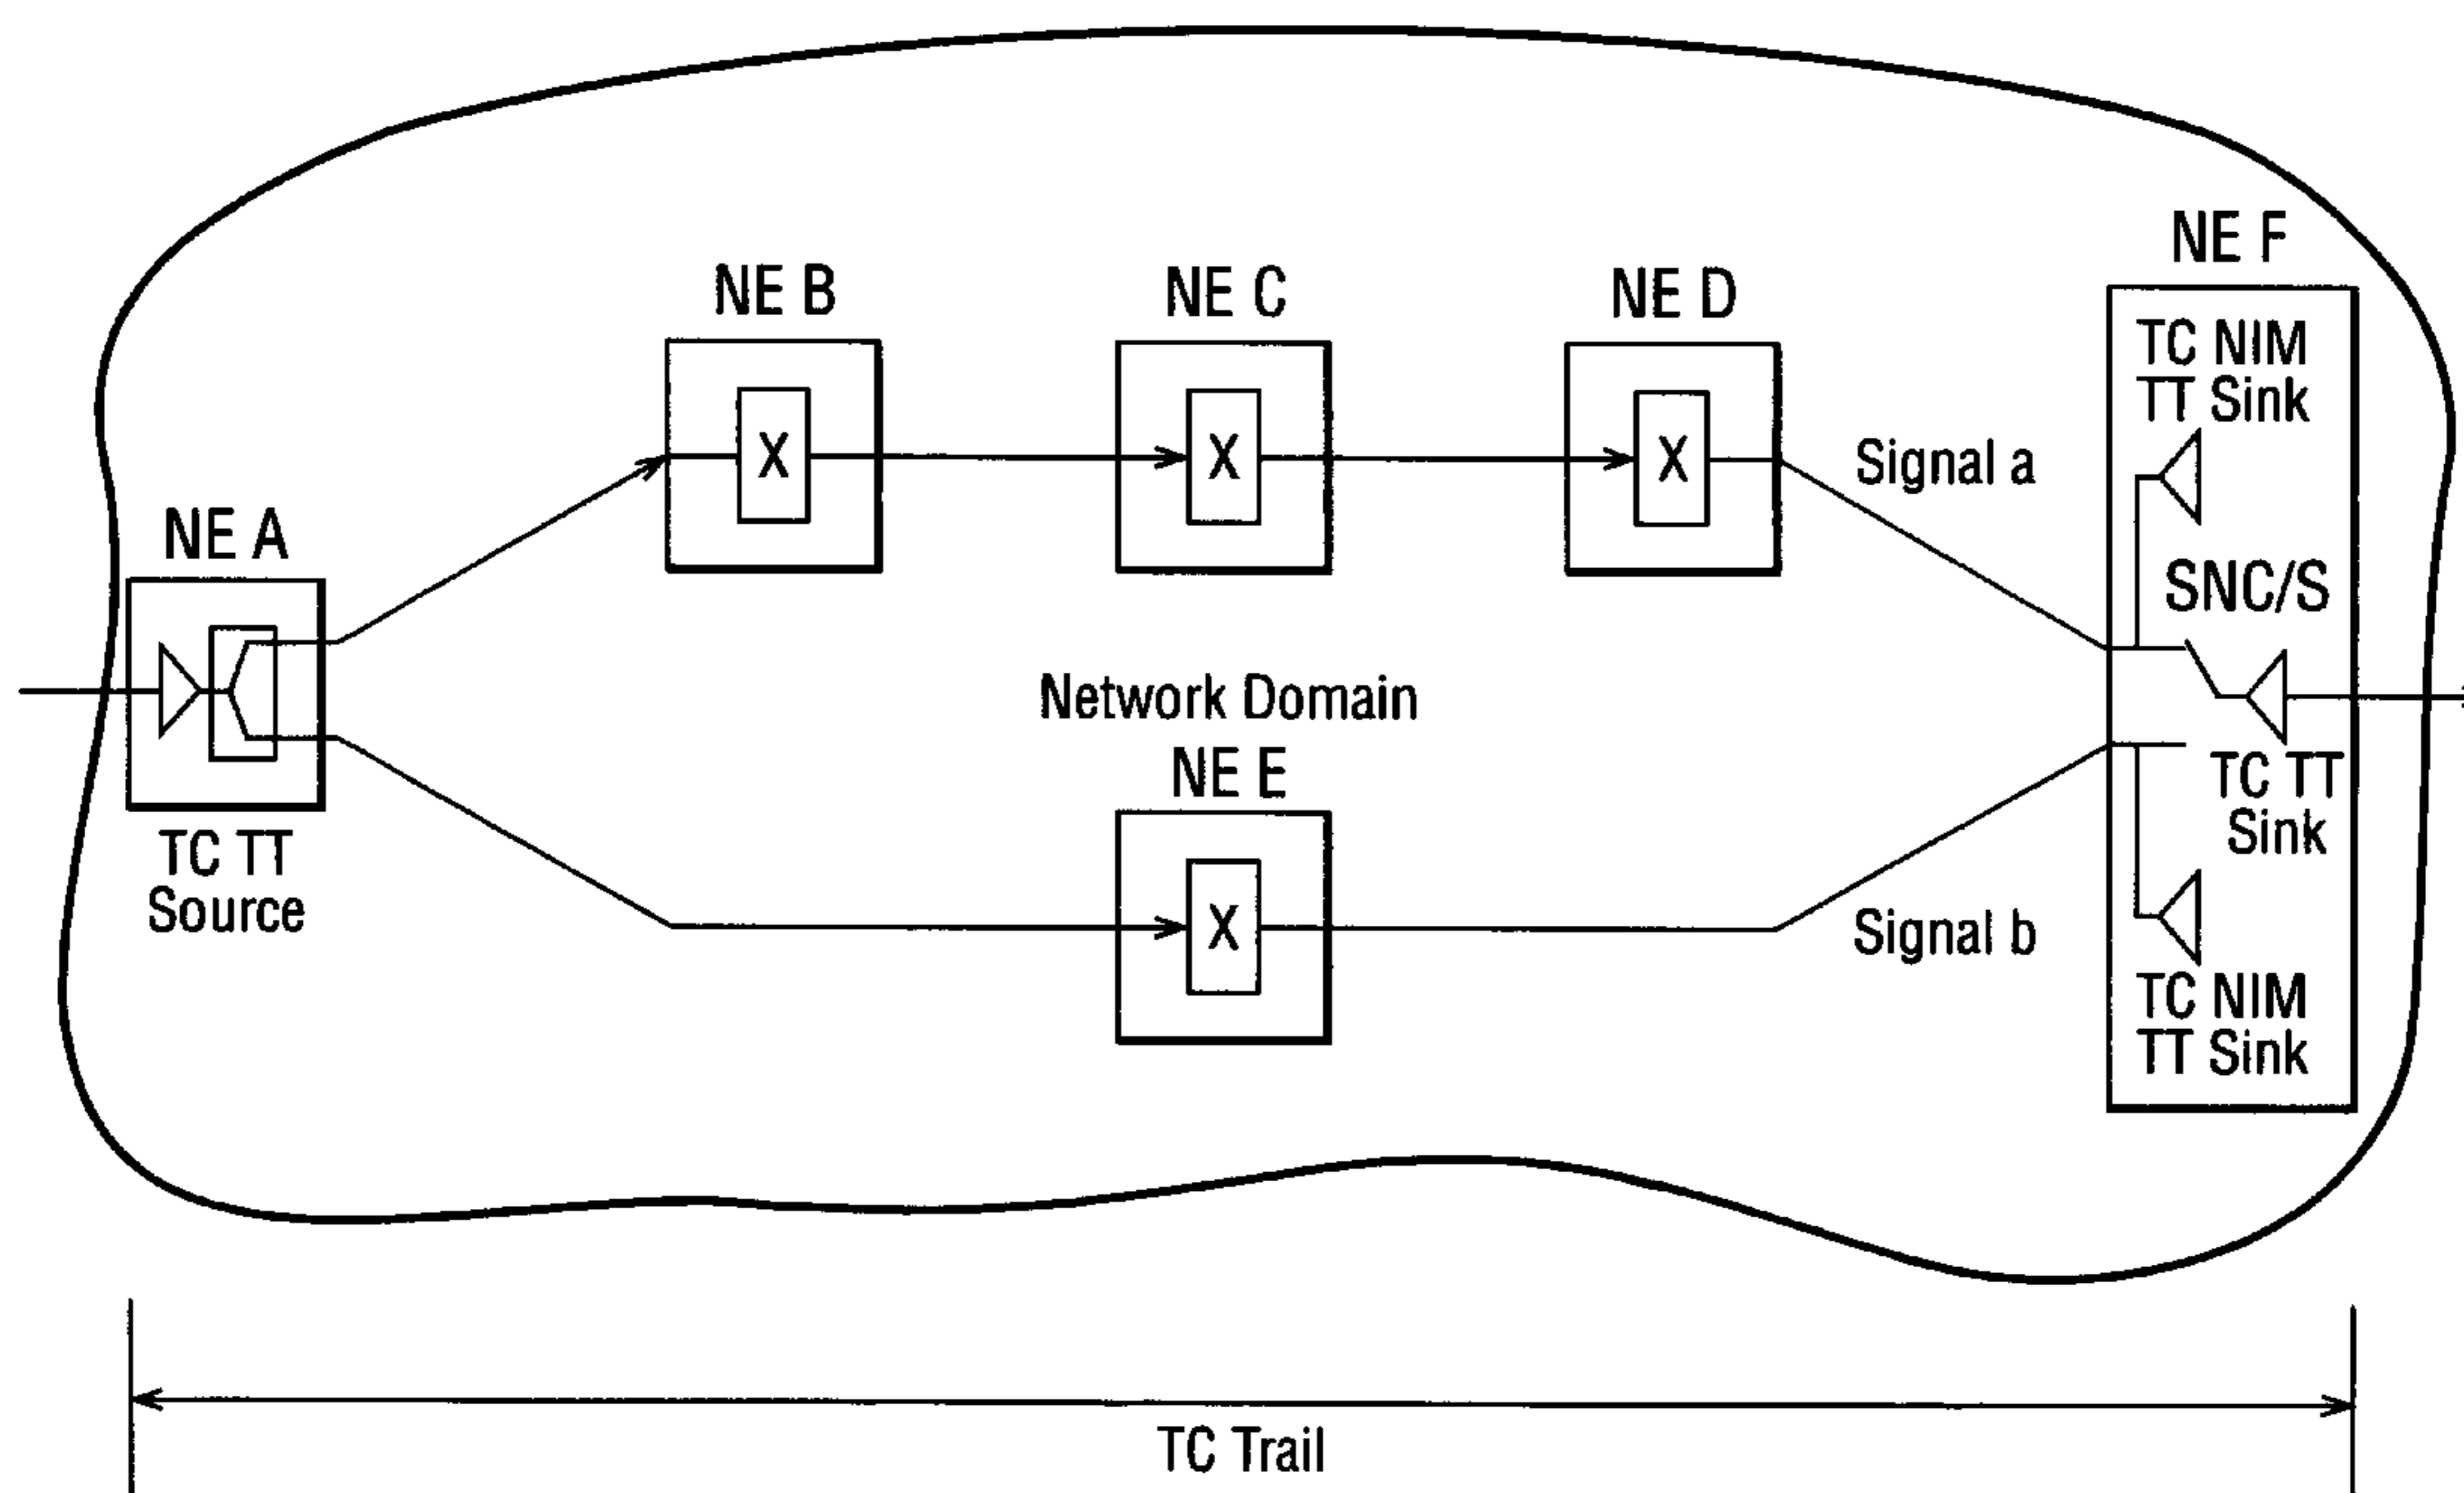 NE F
NE B
NE C
NE D
TC NIM
TT Sink
X
X
X
Signal a
NE A
SNC/S
Network Domain
NE E
TC TT
Sink
TC TT
Source
X
Signal b
TC NIM
TT Sink
TC Trail